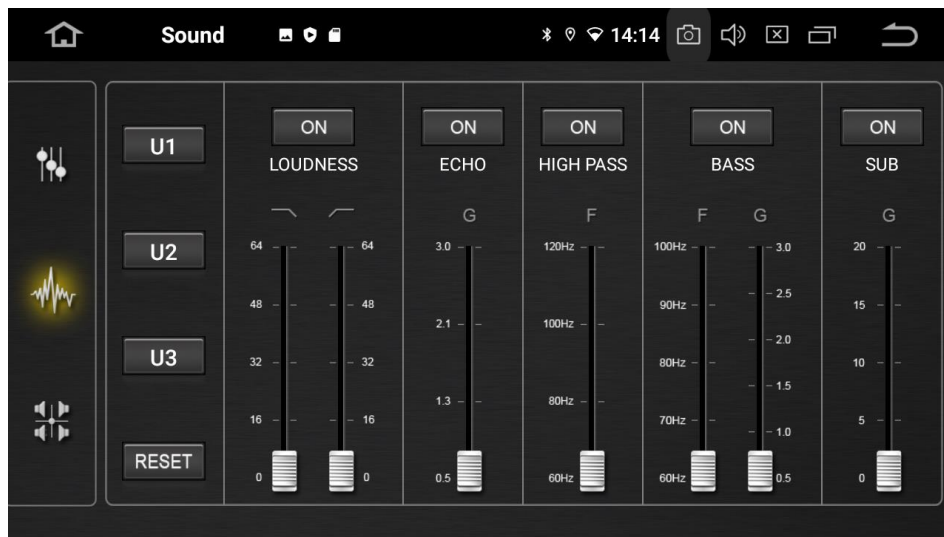 Sound 14:14
U1
U2
U3
RESET
ON
LOUDNESS
64 64
48 48
32 32
16 16
0 0
ON
ECHO
G
3.0
2.1
1.3
0.5
ON
HIGH PASS
F
120Hz
100Hz
80Hz
60Hz
ON
BASS
F G
100Hz 3.0
90Hz 2.5
2.0
80Hz
1.5
70Hz
1.0
60Hz 0.5
ON
SUB
G
20
15
10
5
0